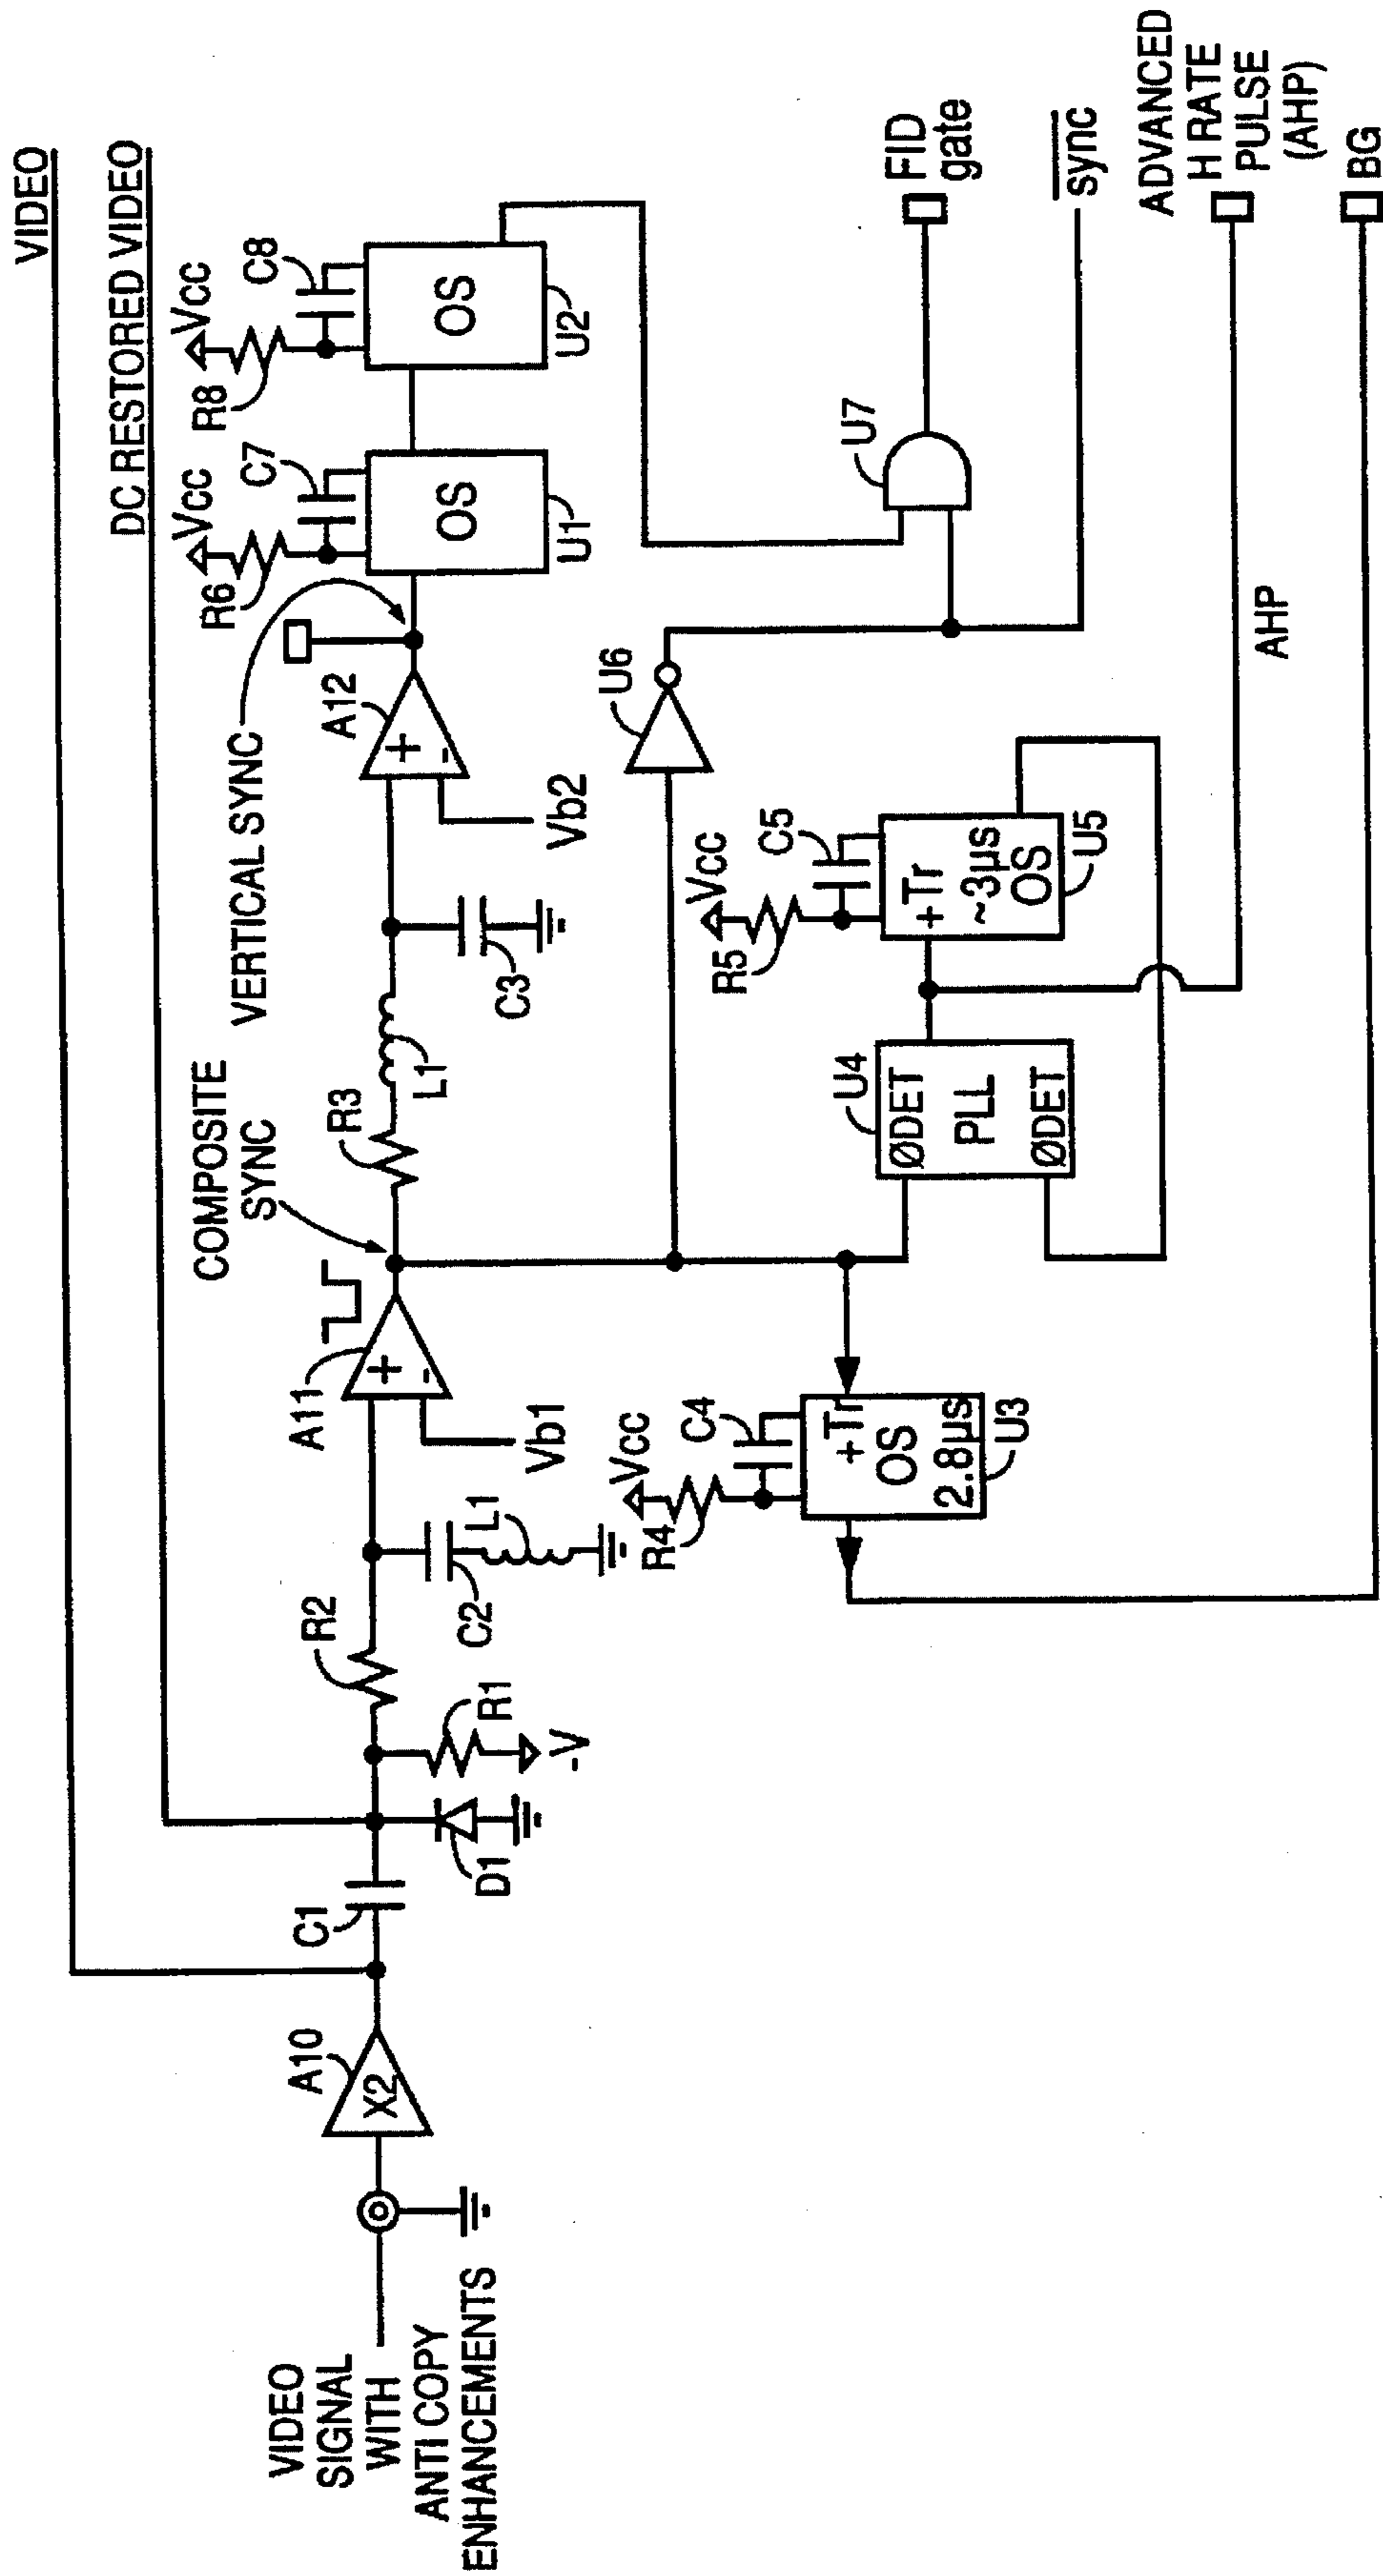 VIDEO
DC RESTORED VIDEO
VIDEO
SIGNAL
WITH
ANTI COPY
ENHANCEMENTS
A10
X2
C1
D1
R1
-V
R2
C2
L1
A11
+
-
Vb1
COMPOSITE
SYNC
R3
L1
C3
VERTICAL SYNC
A12
+
-
Vb2
R6
Vcc
C7
OS
U1
R8
Vcc
C8
OS
U2
U6
U7
FID
gate
sync
R4
Vcc
C4
+Tr
OS
2.8µs
U3
U4
ØDET
PLL
ØDET
R5
Vcc
C5
+Tr
~3µs
OS
U5
AHP
ADVANCED
H RATE
PULSE
(AHP)
BG